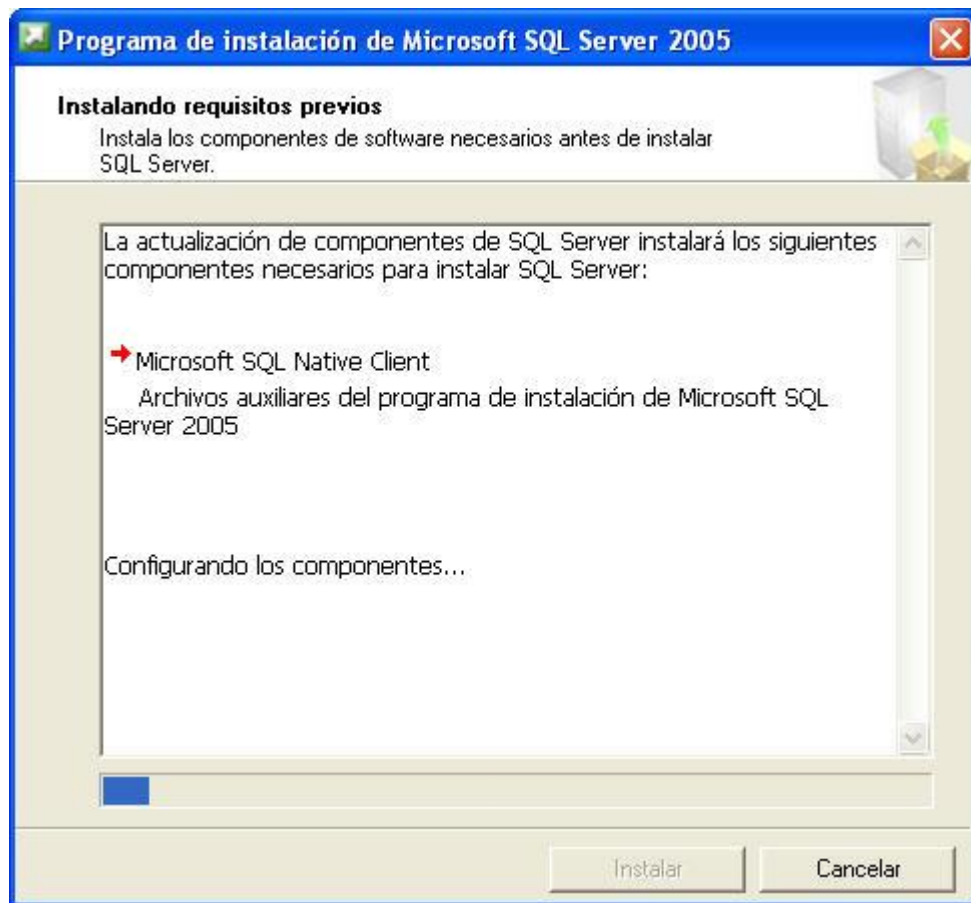 Programa de instalación de Microsoft SQL Server 2005
Instalando requisitos previos
Instala los componentes de software necesarios antes de instalar
SQL Server.
La actualización de componentes de SQL Server instalará los siguientes
componentes necesarios para instalar SQL Server:
Microsoft SQL Native Client
Archivos auxiliares del programa de instalación de Microsoft SQL
Server 2005
Configurando los componentes...
Instalar
Cancelar